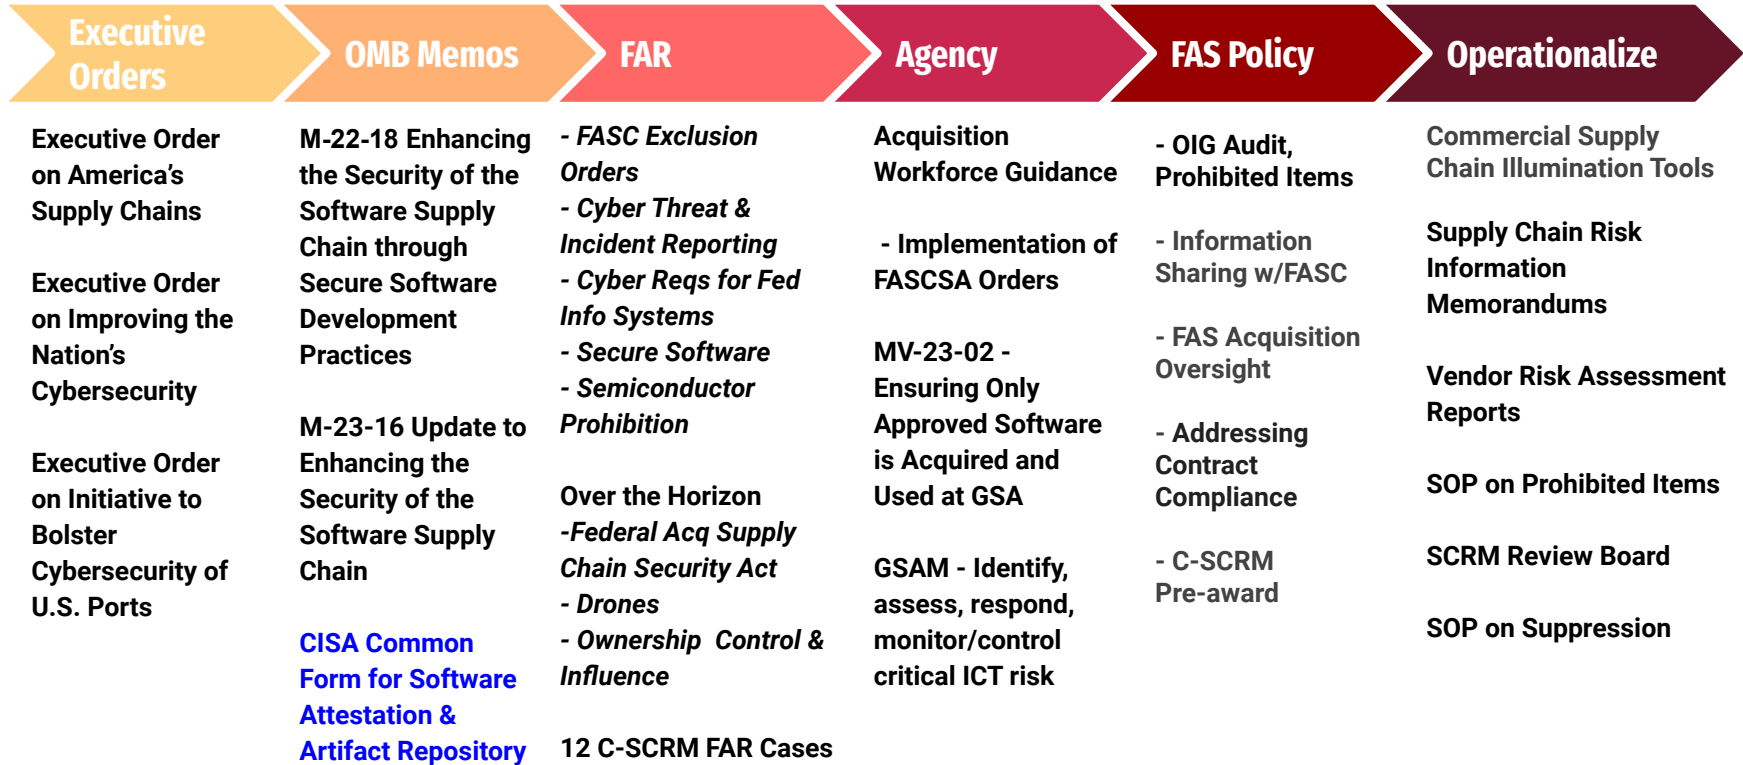 Executive
Orders
OMB Memos
FAR
Agency
FAS Policy
Operationalize
Executive Order
on America's
Supply Chains
Executive Order
on Improving the
Nation's
Cybersecurity
Executive Order
on Initiative to
Bolster
Cybersecurity of
U.S. Ports
M-22-18 Enhancing
the Security of the
Software Supply
Chain through
Secure Software
Development
Practices
M-23-16 Update to
Enhancing the
Security of the
Software Supply
Chain
CISA Common
Form for Software
Attestation &
Artifact Repository
- FASC Exclusion
Orders
- Cyber Threat &
Incident Reporting
- Cyber Reqs for Fed
Info Systems
- Secure Software
- Semiconductor
Prohibition
Over the Horizon
-Federal Acq Supply
Chain Security Act
- Drones
- Ownership Control &
Influence
12 C-SCRM FAR Cases
Acquisition
Workforce Guidance
- Implementation of
FASCSA Orders
MV-23-02 -
Ensuring Only
Approved Software
is Acquired and
Used at GSA
GSAM - Identify,
assess, respond,
monitor/control
critical ICT risk
- OIG Audit,
Prohibited Items
- Information
Sharing w/FASC
- FAS Acquisition
Oversight
- Addressing
Contract
Compliance
- C-SCRM
Pre-award
Commercial Supply
Chain Illumination Tools
Supply Chain Risk
Information
Memorandums
Vendor Risk Assessment
Reports
SOP on Prohibited Items
SCRM Review Board
SOP on Suppression